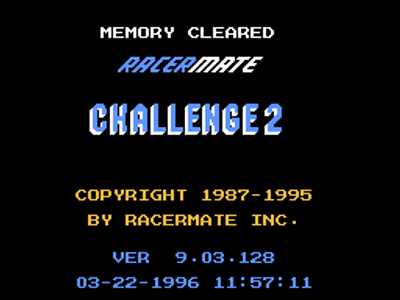 MEMORY CLEARED
RACERMATE
CHALLENGE 2
COPYRIGHT 1987-1995
BY RACERMATE INC.
VER 9.03.128
03-22-1996 11:57:11